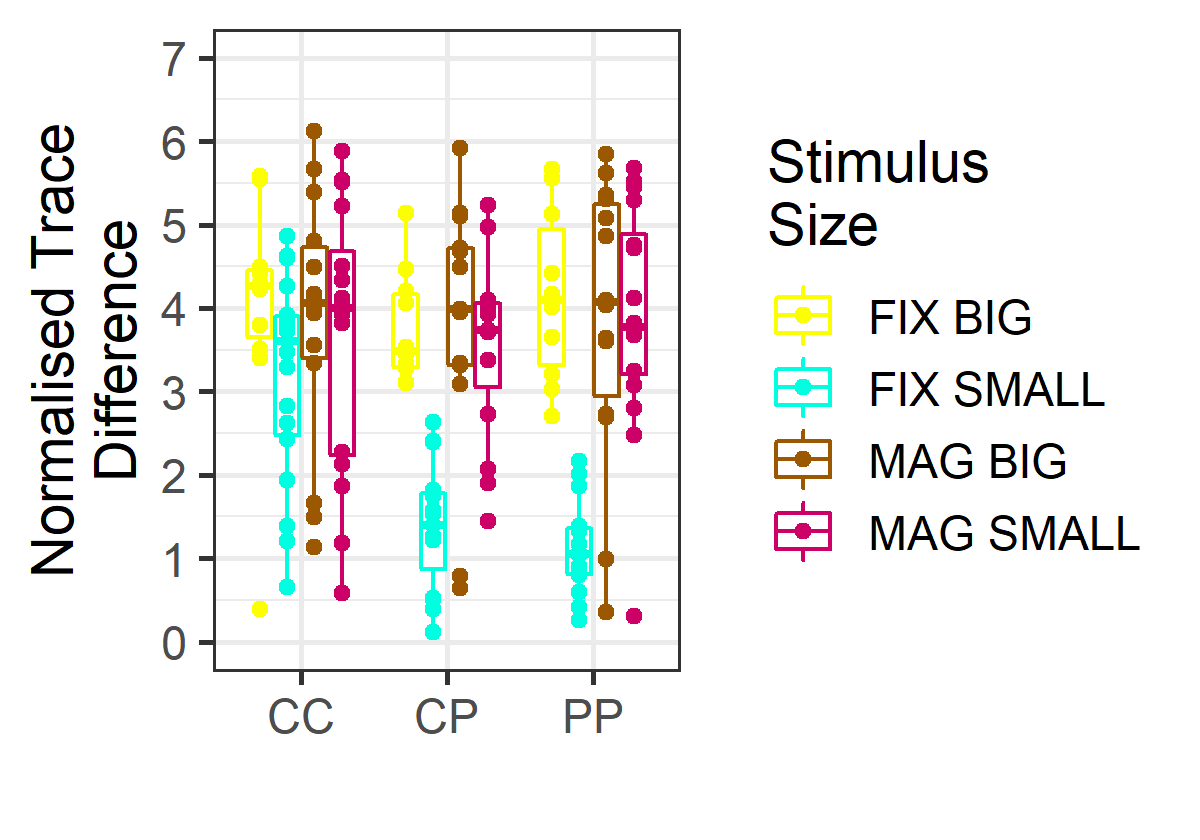 Normalised Trace
Difference
7
6
5
4
3
2
1
0
CC CP PP
Stimulus
Size
FIX BIG
FIX SMALL
MAG BIG
MAG SMALL